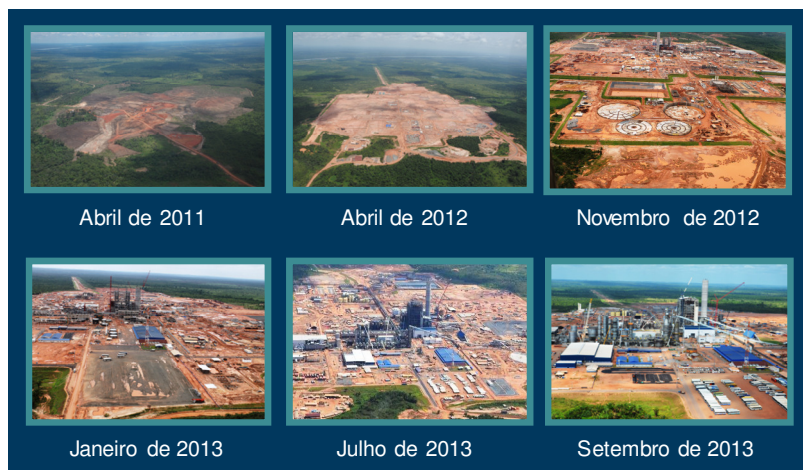 Abril de 2011
Abril de 2012
Novembro de 2012
Janeiro de 2013
Julho de 2013
Setembro de 2013